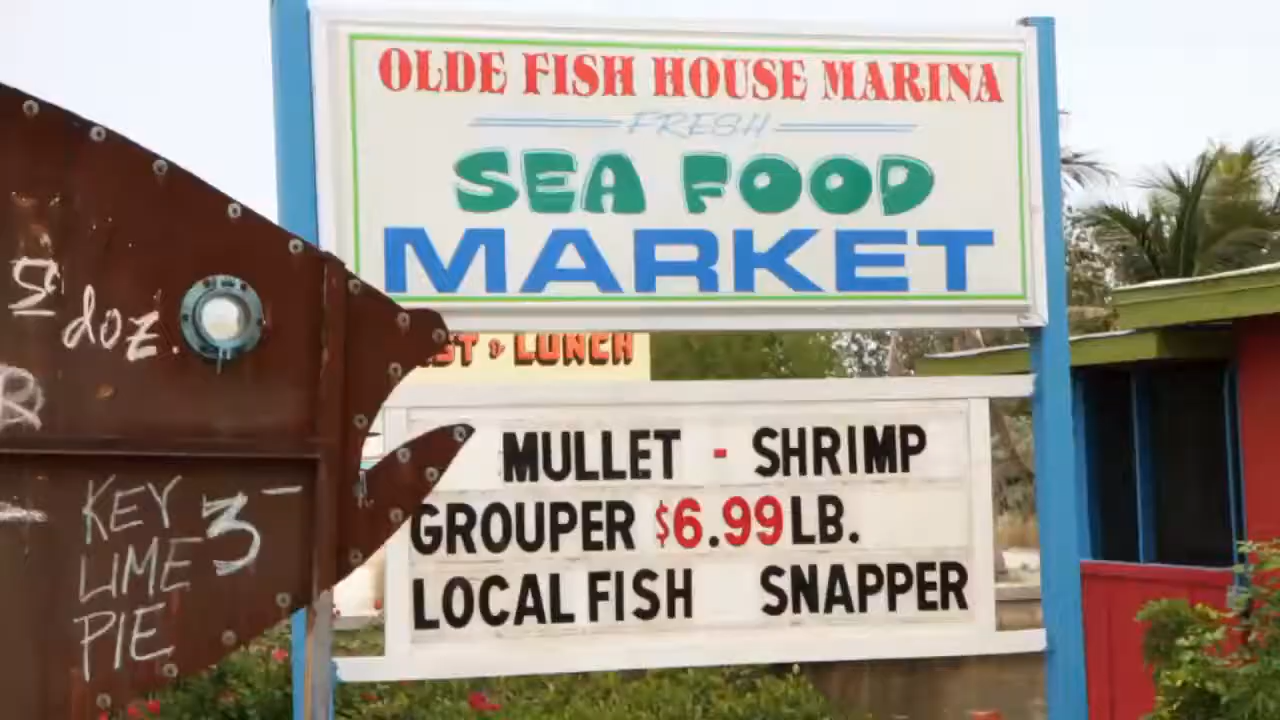 OLDE FISH HOUSE MARINA
FRESH
SEA FOOD
MARKET
& LUNCH
MULLET - SHRIMP
GROUPER $6.99 LB.
LOCAL FISH SNAPPER
doz.
KEY 3-
LIME
PIE